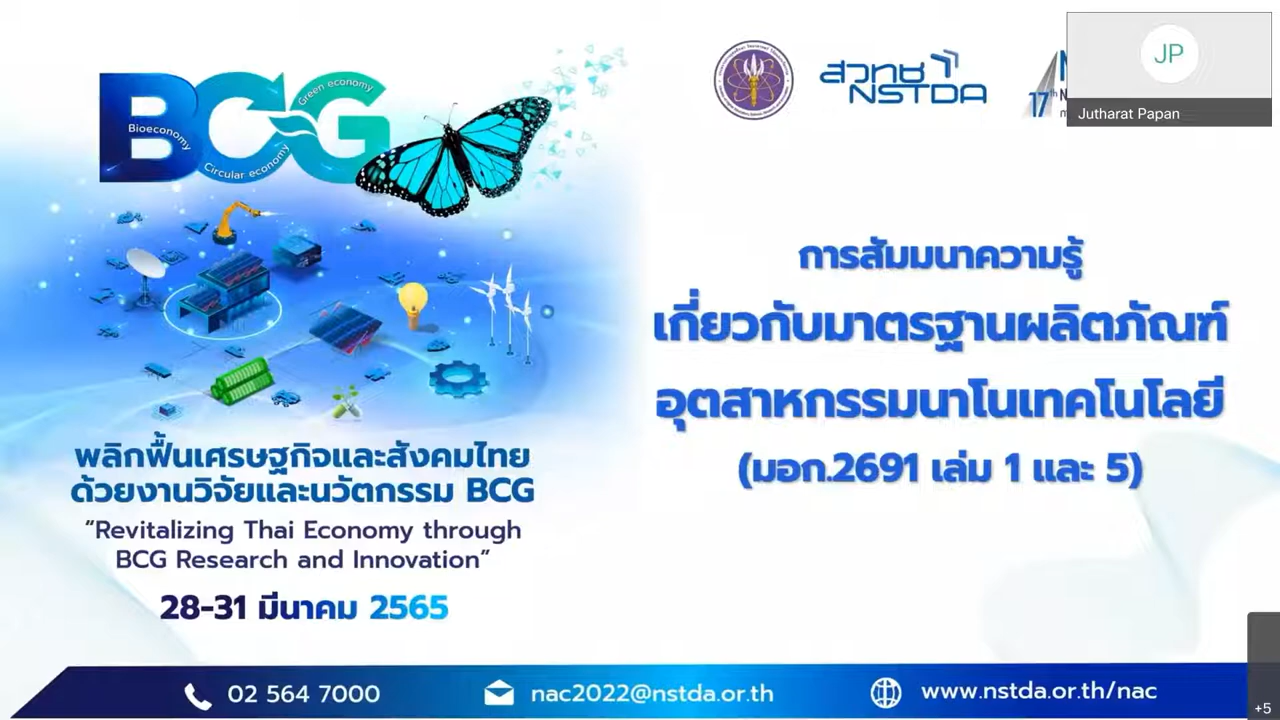 BCG
Bioeconomy
Circular economy
Green economy
พลิกฟื้นเศรษฐกิจและสังคมไทย
ด้วยงานวิจัยและนวัตกรรม BCG
“Revitalizing Thai Economy through
BCG Research and Innovation”
28-31 มีนาคม 2565
สวทช
NSTDA
17th
JP
Jutharat Papan
การสัมมนาความรู้
เกี่ยวกับมาตรฐานผลิตภัณฑ์
อุตสาหกรรมนาโนเทคโนโลยี
(มอก.2691 เล่ม 1 และ 5)
02 564 7000
nac2022@nstda.or.th
www.nstda.or.th/nac
+5